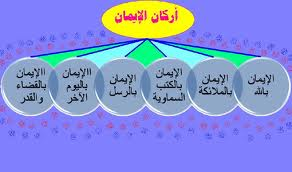 أركان الإيمان
الإيمان
بالله
الإيمان
بالملائكة
الإيمان
بالكتب
السماوية
الإيمان
بالرسل
الإيمان
باليوم
الآخر
الإيمان
بالقضاء
والقدر